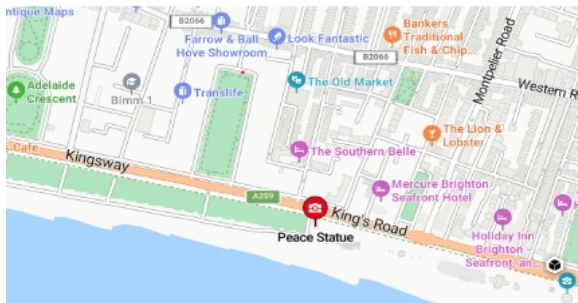 ntique Maps
B2066
Farrow & Ball -
Hove Showroom
Look Fantastic
Bankers
Traditional
Fish & Chip...
B2066
Montpelier Road
Western R
Adelaide
Crescent
Bimm 1
Translife
The Old Market
The Lion &
Lobster
The Southern Belle
Cafe
Kingsway
A259
Mercure Brighton
Seafront Hotel
King's Road
Peace Statue
Holiday Inn
Brighton -
Seafront, an...
H